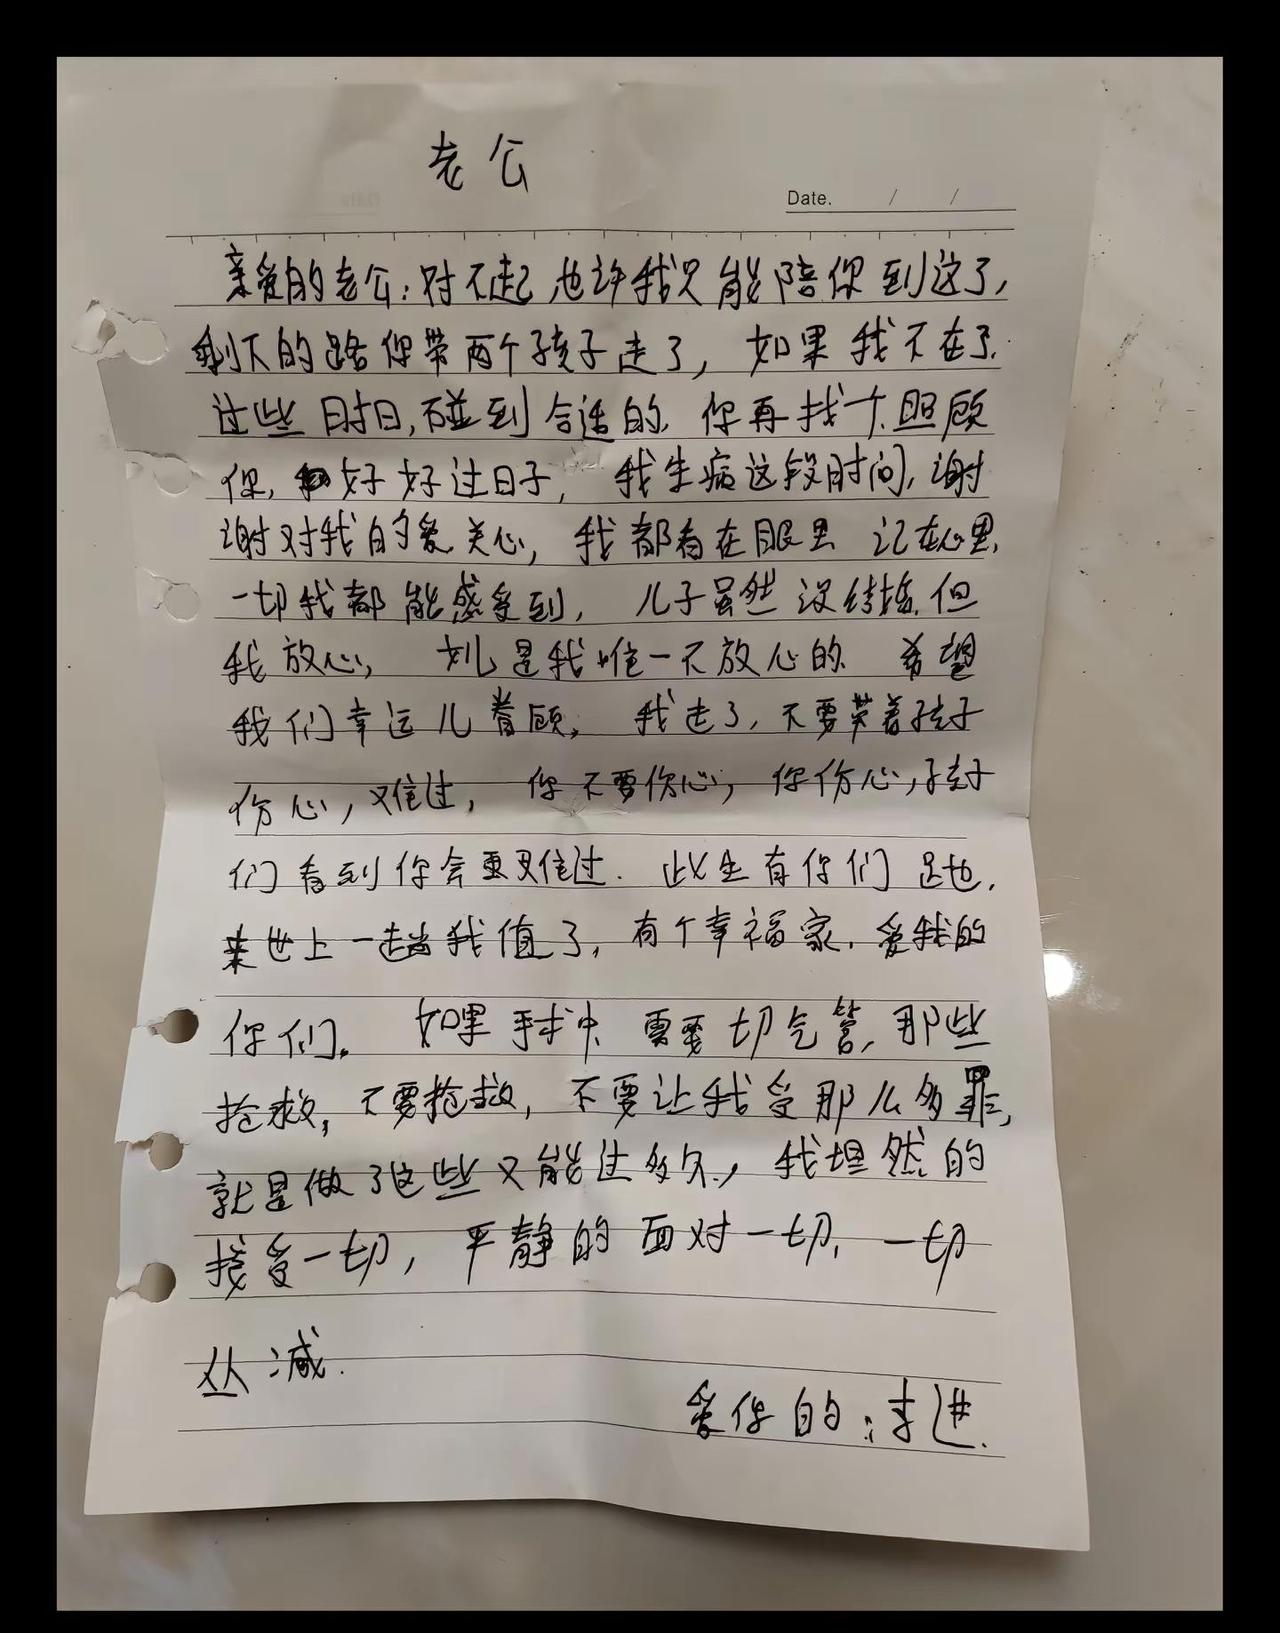 老公
Date. / /
亲爱的老公:对不起,也许我只能陪你到这了,
剩下的路你带两个孩子走了,如果我不在了.
过些时日,碰到合适的,你再找个照顾
你,好好过日子,我生病这段时间,谢
谢对我的爱.关心,我都看在眼里 记在心里,
一切我都能感受到,儿子虽然没结婚,但
我放心,女儿是我唯一不放心的.希望
我们幸运儿眷顾,我走了,不要带着孩子
伤心,难过,你不要伤心,你伤心,孩子
们看到你会更难过.此生有你们足也.
来世上一趟我值了,有个幸福家.爱我的
你们。如果手术中需要切气管,那些
抢救,不要抢救,不要让我受那么多罪,
就是做了这些又能过多久,我坦然的
接受一切,平静的面对一切,一切
从减.
爱你的:李进.